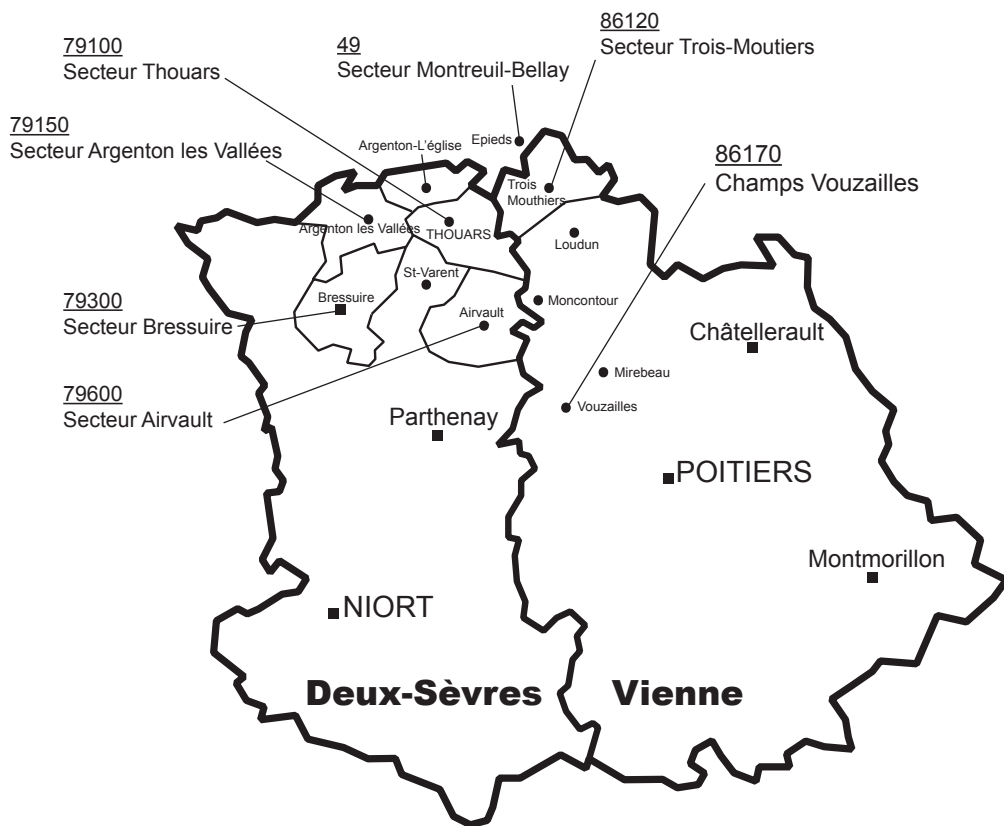 79100
Secteur Thouars
49
Secteur Montreuil-Bellay
86120
Secteur Trois-Moutiers
79150
Secteur Argenton les Vallées
Argenton-L'église
Epieds
86170
Champs Vouzailles
Trois
Mouthiers
Argenton les Vallées
THOUARS
Loudun
St-Varent
Bressuire
Moncontour
79300
Secteur Bressuire
Airvault
Châtellerault
Mirebeau
79600
Secteur Airvault
Vouzailles
Parthenay
POITIERS
Montmorillon
NIORT
Deux-Sèvres
Vienne